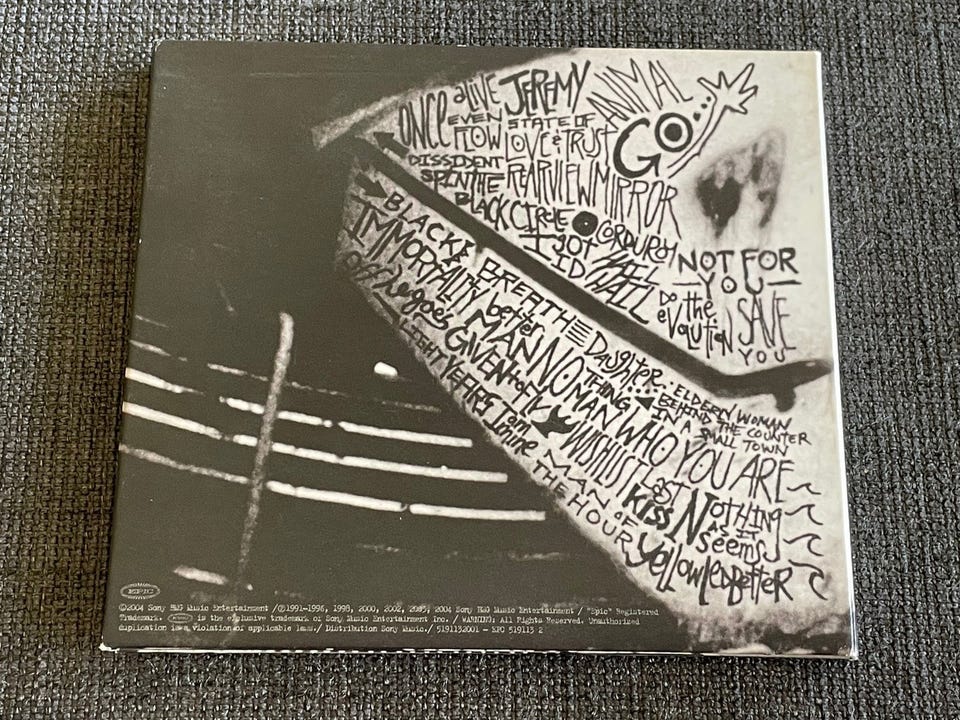 ONCE aLIVE JEREMY ANIMAL
EVEN FLOW STATE OF LOVE & TRUST GO
DISSIDENT REARVIEWMIRROR
SPIN THE BLACK CIRCLE CORDUROY NOT FOR YOU
I got ID HAIL HAIL Do the evolution SAVE YOU
BLACK BREATHE Daughter ELDERLY WOMAN BEHIND THE COUNTER IN A SMALL TOWN
IMMORTALITY better MAN NOTHING MAN WHO YOU ARE
off he goes GIVEN to fly WISHLIST Last KISS NOTHING AS IT seems
LIGHT YEARS I am mine MAN OF THE HOUR yellow ledBetter
EPIC
©2004 Sony BMG Music Entertainment /℗1991-1996, 1998, 2000, 2002, 2003, 2004 Sony BMG Music Entertainment / "Epic" Registered
Trademark. EPIC is the exclusive trademark of Sony Music Entertainment Inc. / WARNING: All Rights Reserved. Unauthorized
duplication is a violation of applicable laws./ Distribution Sony Music./ 5191132001 - EPC 519113 2